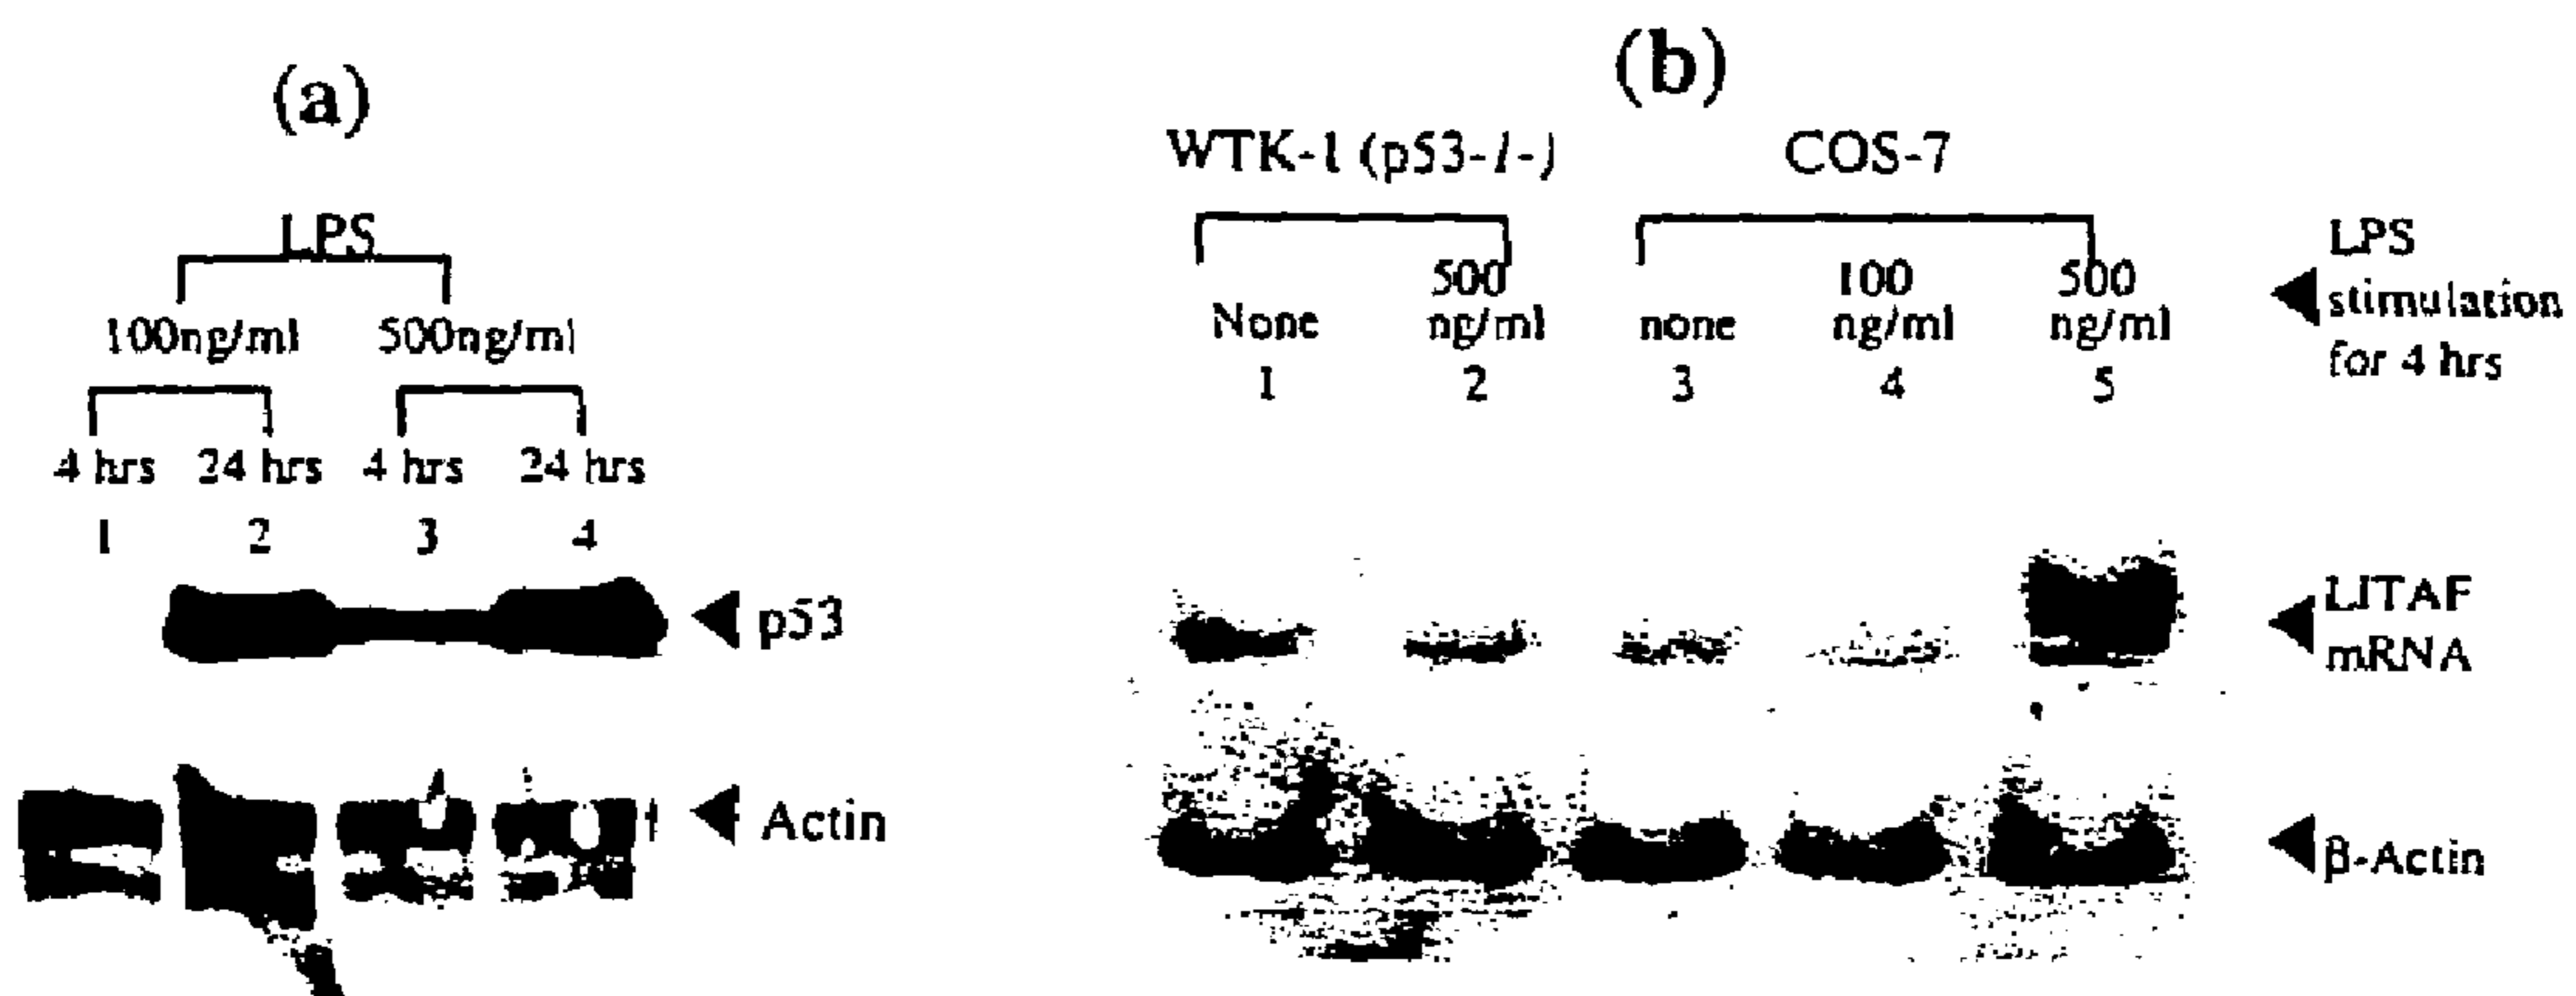 (a)
LPS
100ng/ml 500ng/ml
4 hrs 24 hrs 4 hrs 24 hrs
1 2 3 4
p53
Actin
(b)
WTK-1 (p53-/-) COS-7
None 500 ng/ml none 100 ng/ml 500 ng/ml
1 2 3 4 5
LPS
stimulation
for 4 hrs
LITAF
mRNA
β-Actin